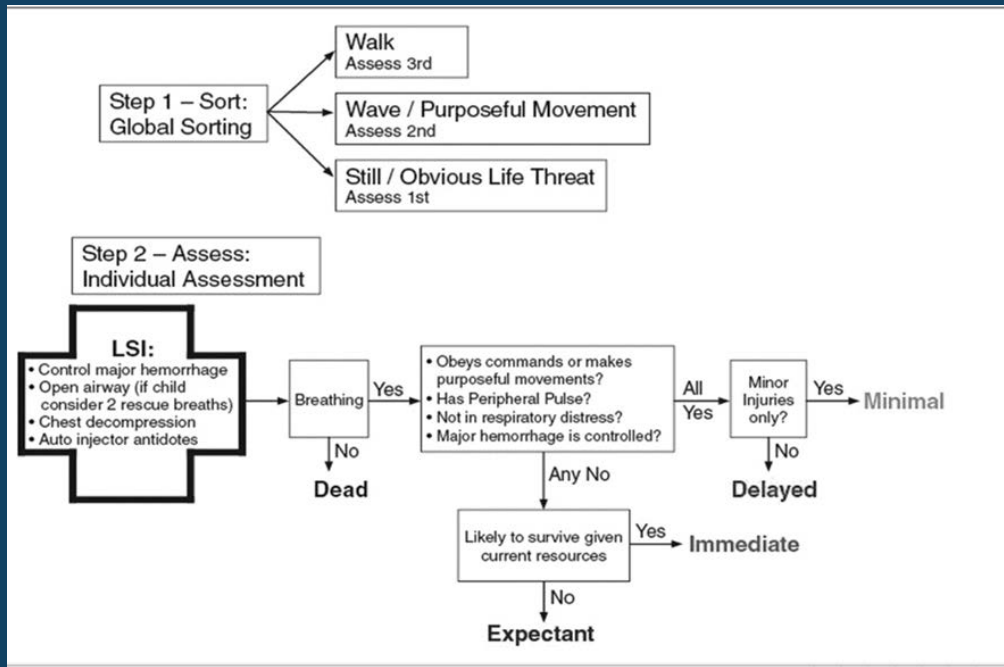 Walk
Assess 3rd
Step 1 – Sort:
Global Sorting
Wave / Purposeful Movement
Assess 2nd
Still / Obvious Life Threat
Assess 1st
Step 2 – Assess:
Individual Assessment
LSI:
• Control major hemorrhage
• Open airway (if child
consider 2 rescue breaths)
• Chest decompression
• Auto injector antidotes
Breathing
Yes
No
Dead
• Obeys commands or makes
purposeful movements?
• Has Peripheral Pulse?
• Not in respiratory distress?
• Major hemorrhage is controlled?
All
Yes
Minor
Injuries
only?
Yes
Minimal
No
Delayed
Any No
Likely to survive given
current resources
Yes
Immediate
No
Expectant